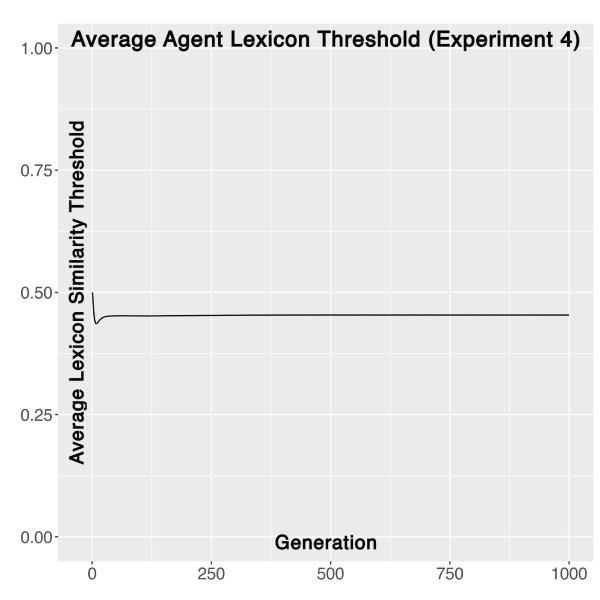 Average Agent Lexicon Threshold (Experiment 4)
1.00
0.75
0.50
0.25
0.00
Average Lexicon Similarity Threshold
Generation
0 250 500 750 1000